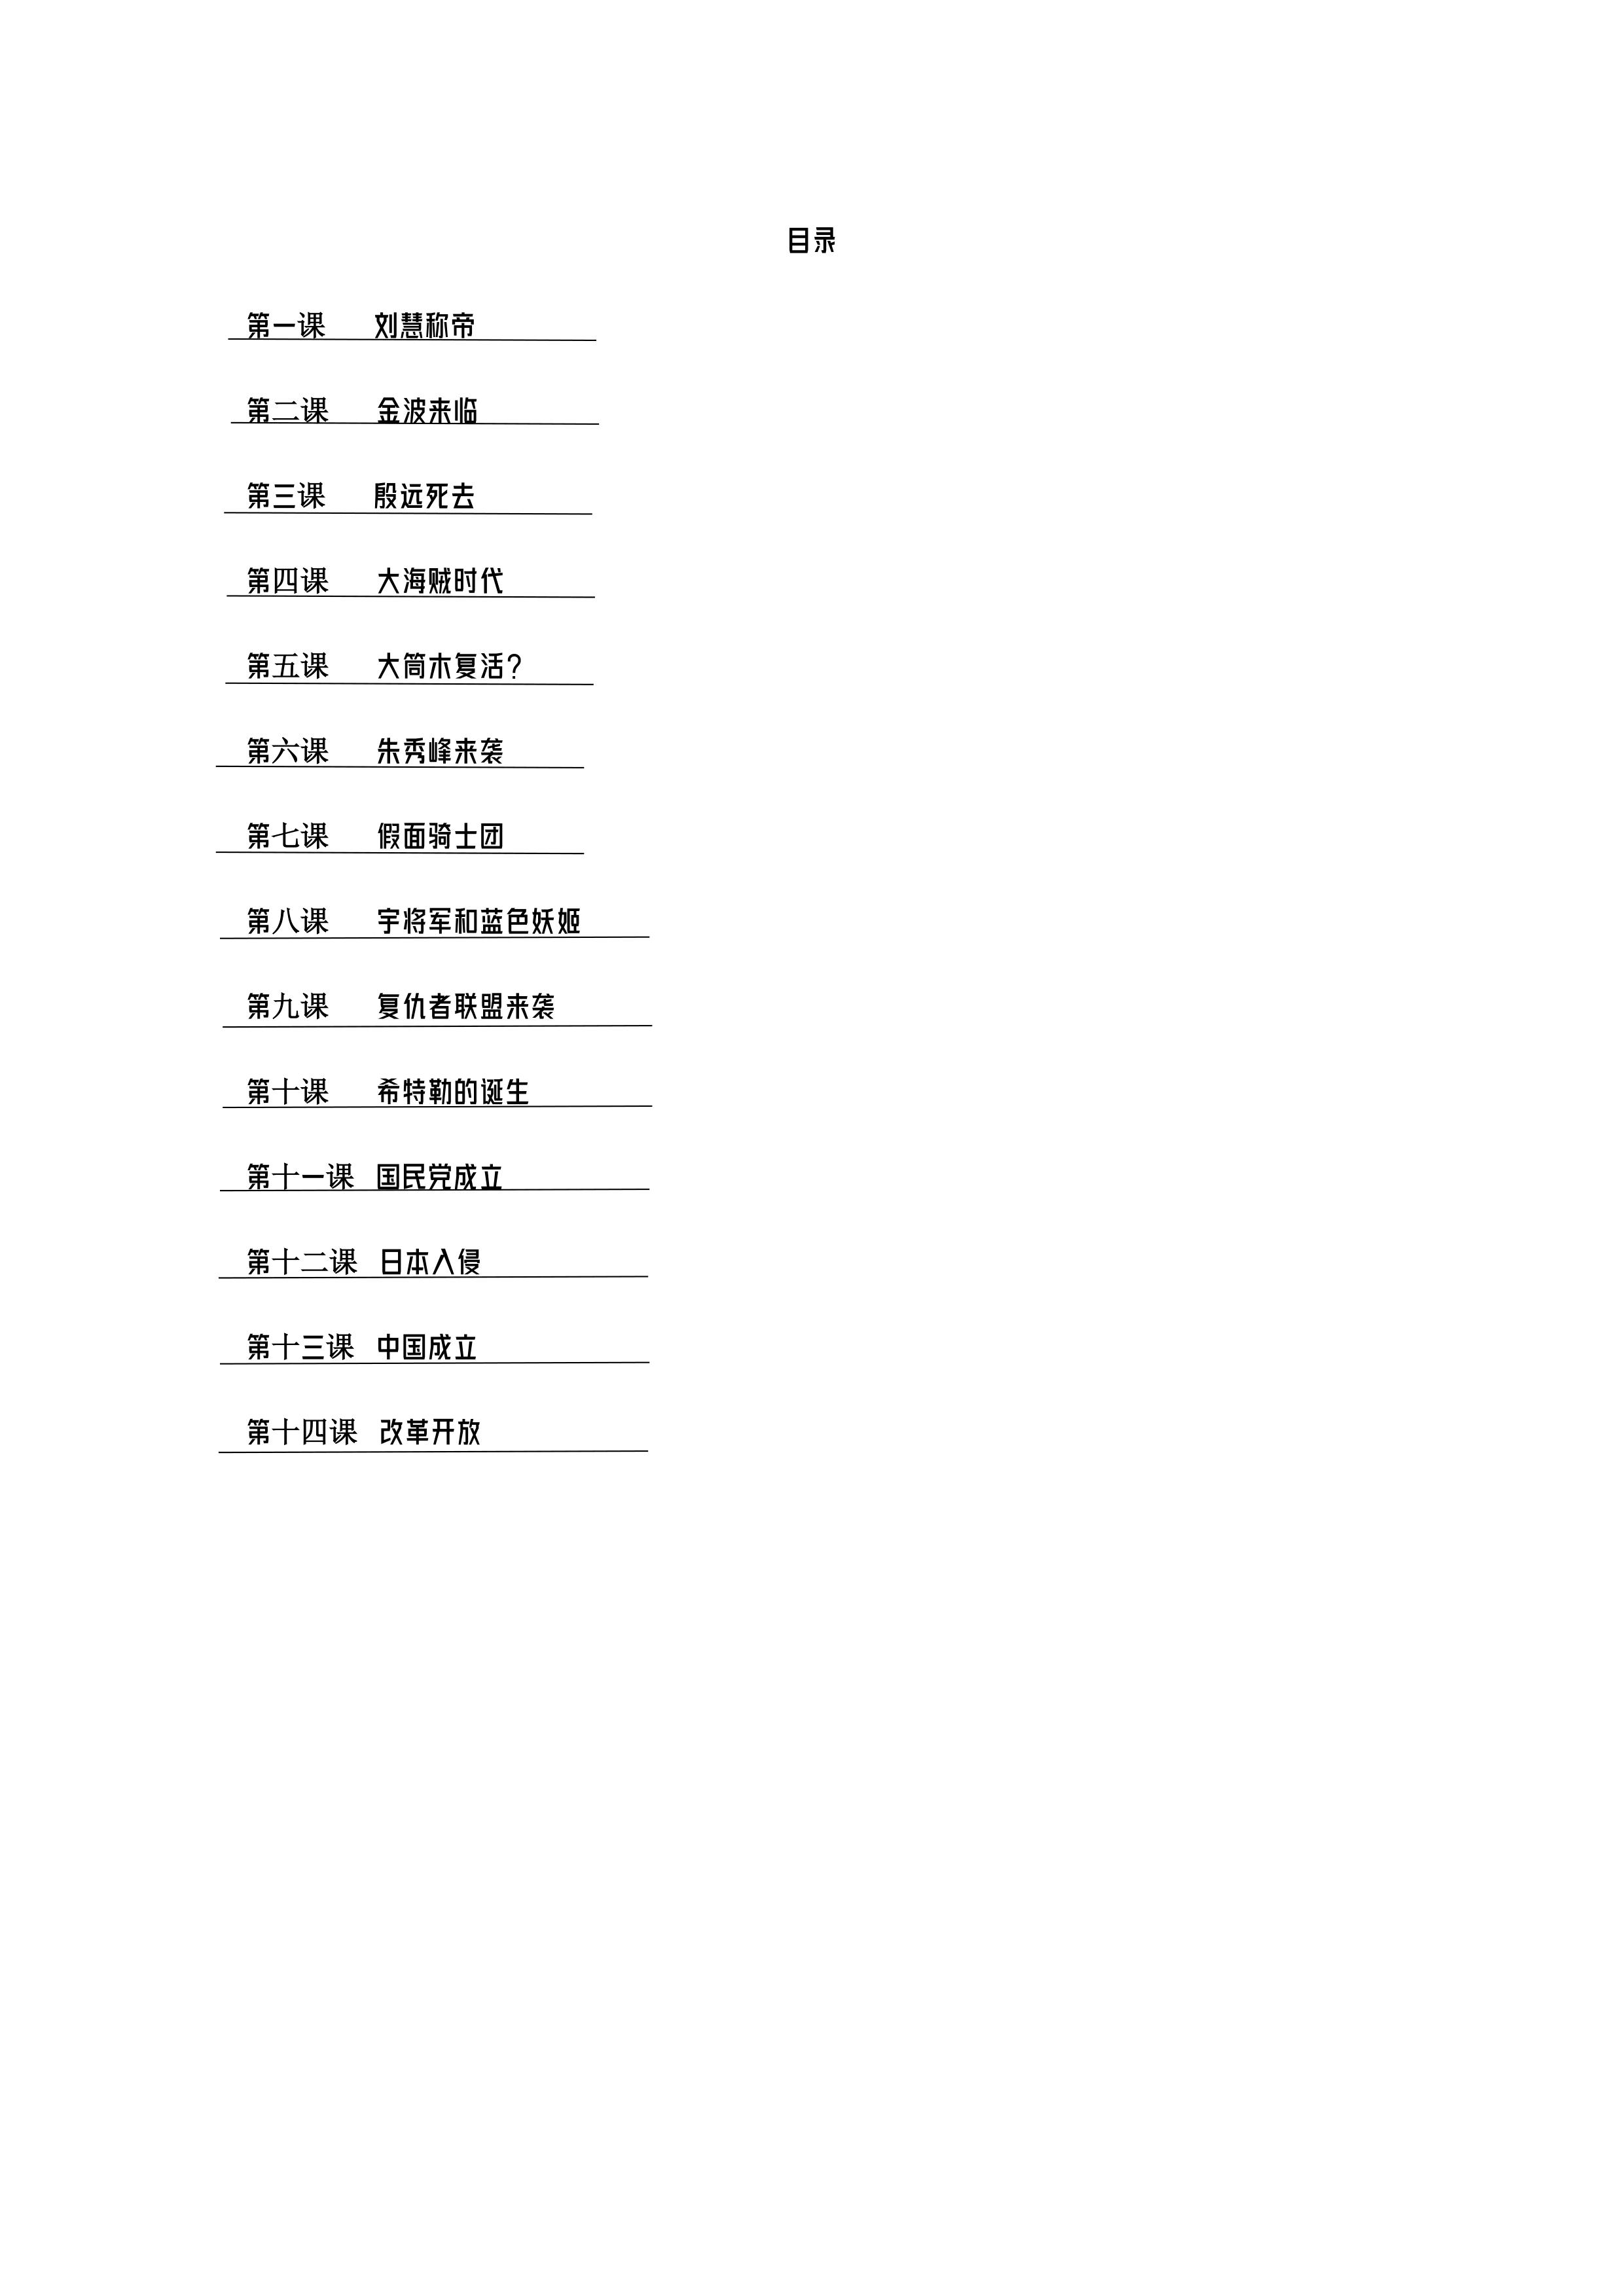 目录
第一课 刘慧称帝
第二课 金波来临
第三课 殷远死去
第四课 大海贼时代
第五课 大筒木复活?
第六课 朱秀峰来袭
第七课 假面骑士团
第八课 宇将军和蓝色妖姬
第九课 复仇者联盟来袭
第十课 希特勒的诞生
第十一课 国民党成立
第十二课 日本入侵
第十三课 中国成立
第十四课 改革开放